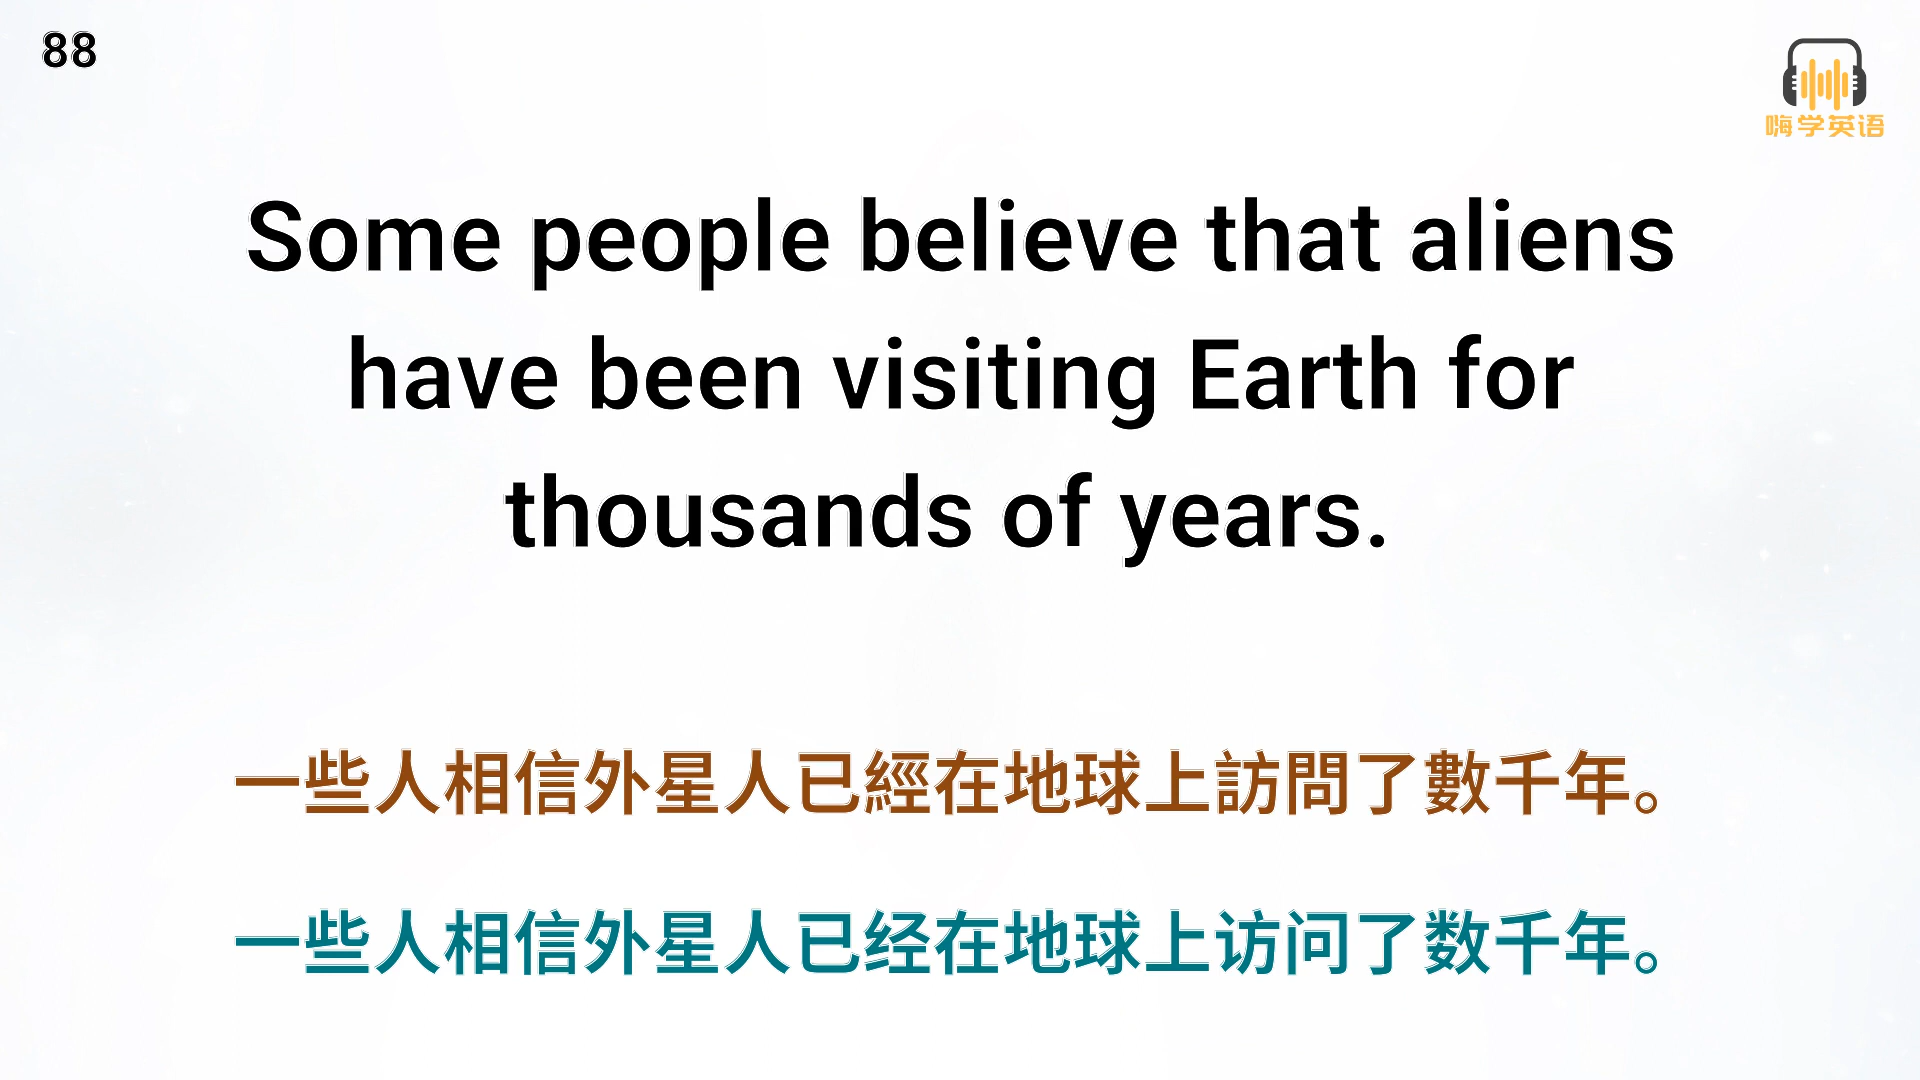 88
嗨学英语
Some people believe that aliens
have been visiting Earth for
thousands of years.
一些人相信外星人已經在地球上訪問了數千年。
一些人相信外星人已经在地球上访问了数千年。